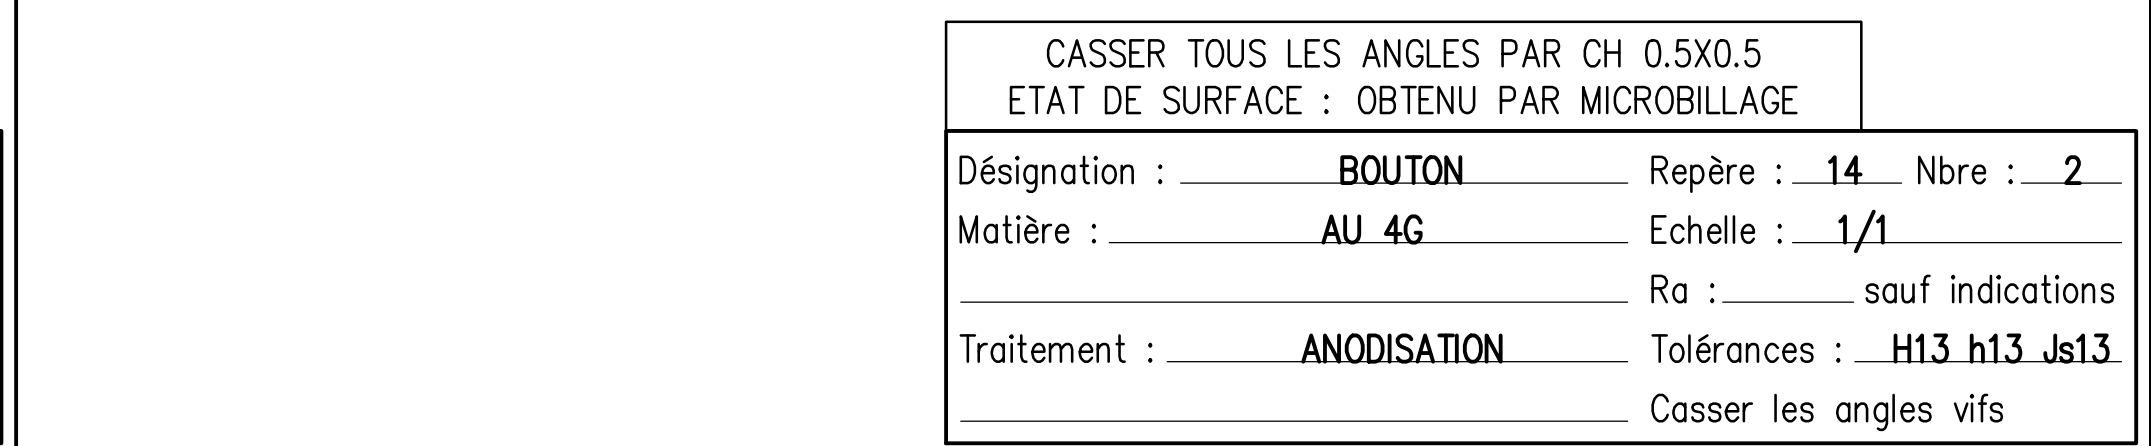 CASSER TOUS LES ANGLES PAR CH 0.5X0.5
ETAT DE SURFACE : OBTENU PAR MICROBILLAGE
Désignation : BOUTON Repère : 14 Nbre : 2
Matière : AU 4G Echelle : 1/1
Ra : sauf indications
Traitement : ANODISATION Tolérances : H13 h13 Js13
Casser les angles vifs